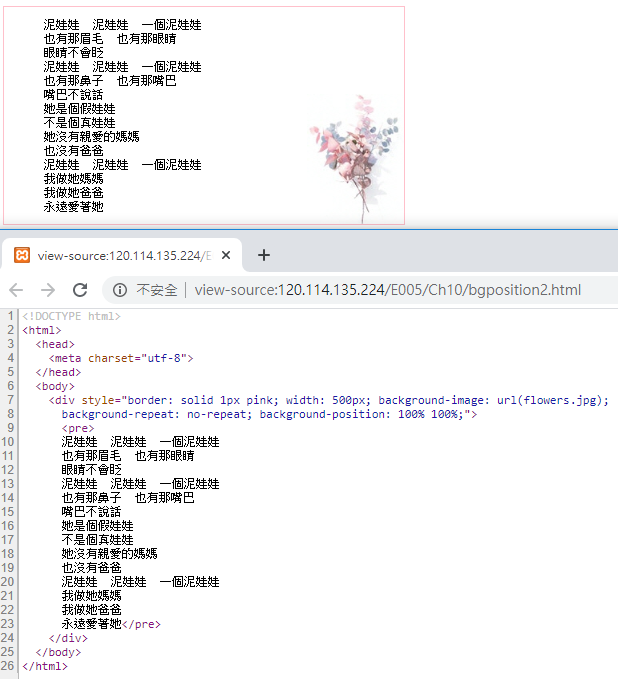 泥娃娃  泥娃娃  一個泥娃娃
也有那眉毛  也有那眼睛
眼睛不會眨
泥娃娃  泥娃娃  一個泥娃娃
也有那鼻子  也有那嘴巴
嘴巴不說話
她是個假娃娃
不是個真娃娃
她沒有親愛的媽媽
也沒有爸爸
泥娃娃  泥娃娃  一個泥娃娃
我做她媽媽
我做她爸爸
永遠愛著她
view-source:120.114.135.224/E
不安全 | view-source:120.114.135.224/E005/Ch10/bgposition2.html
1 <!DOCTYPE html>
2 <html>
3   <head>
4     <meta charset="utf-8">
5   </head>
6   <body>
7     <div style="border: solid 1px pink; width: 500px; background-image: url(flowers.jpg);
8       background-repeat: no-repeat; background-position: 100% 100%;">
9       <pre>
10       泥娃娃  泥娃娃  一個泥娃娃
11       也有那眉毛  也有那眼睛
12       眼睛不會眨
13       泥娃娃  泥娃娃  一個泥娃娃
14       也有那鼻子  也有那嘴巴
15       嘴巴不說話
16       她是個假娃娃
17       不是個真娃娃
18       她沒有親愛的媽媽
19       也沒有爸爸
20       泥娃娃  泥娃娃  一個泥娃娃
21       我做她媽媽
22       我做她爸爸
23       永遠愛著她</pre>
24     </div>
25   </body>
26 </html>